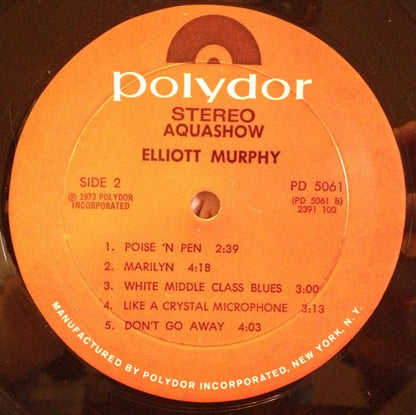 polydor
STEREO
AQUASHOW
ELLIOTT MURPHY
SIDE 2
℗ 1973 POLYDOR
INCORPORATED
PD 5061
(PD 5061 B)
2391 100
1. POISE 'N PEN 2:39
2. MARILYN 4:18
3. WHITE MIDDLE CLASS BLUES 3:00
4. LIKE A CRYSTAL MICROPHONE 3:13
5. DON'T GO AWAY 4:03
MANUFACTURED BY POLYDOR INCORPORATED, NEW YORK, N.Y.